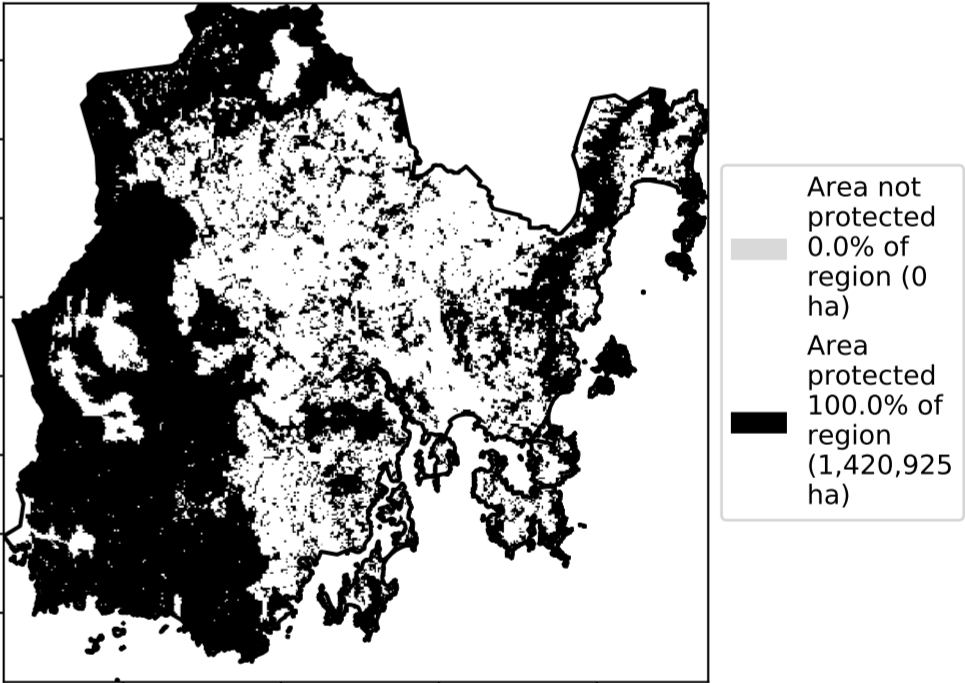 Area not
protected
0.0% of
region (0
ha)
Area
protected
100.0% of
region
(1,420,925
ha)